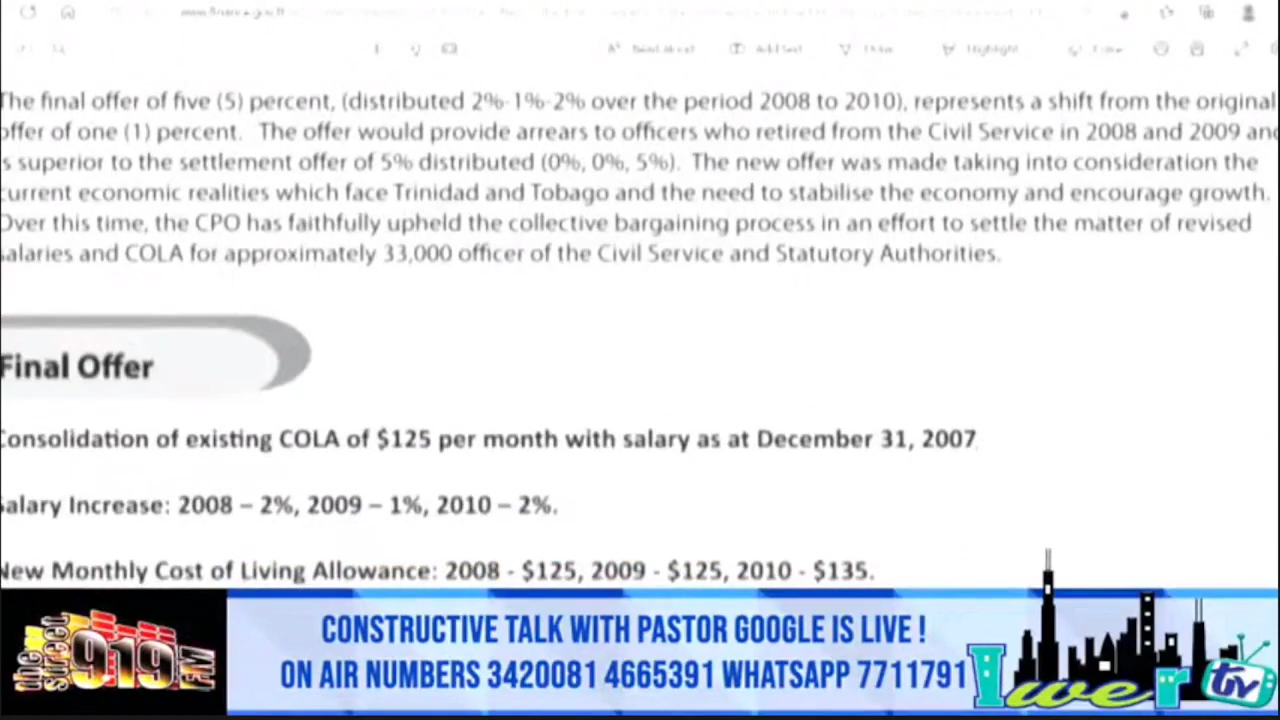 The final offer of five (5) percent, (distributed 2%-1%-2% over the period 2008 to 2010), represents a shift from the original
offer of one (1) percent. The offer would provide arrears to officers who retired from the Civil Service in 2008 and 2009 and
is superior to the settlement offer of 5% distributed (0%, 0%, 5%). The new offer was made taking into consideration the
current economic realities which face Trinidad and Tobago and the need to stabilise the economy and encourage growth.
Over this time, the CPO has faithfully upheld the collective bargaining process in an effort to settle the matter of revised
salaries and COLA for approximately 33,000 officer of the Civil Service and Statutory Authorities.
Final Offer
Consolidation of existing COLA of $125 per month with salary as at December 31, 2007
Salary Increase: 2008 – 2%, 2009 – 1%, 2010 – 2%.
New Monthly Cost of Living Allowance: 2008 - $125, 2009 - $125, 2010 - $135.
the street 91.9 FM
CONSTRUCTIVE TALK WITH PASTOR GOOGLE IS LIVE !
ON AIR NUMBERS 3420081 4665391 WHATSAPP 7711791
Iwer tv